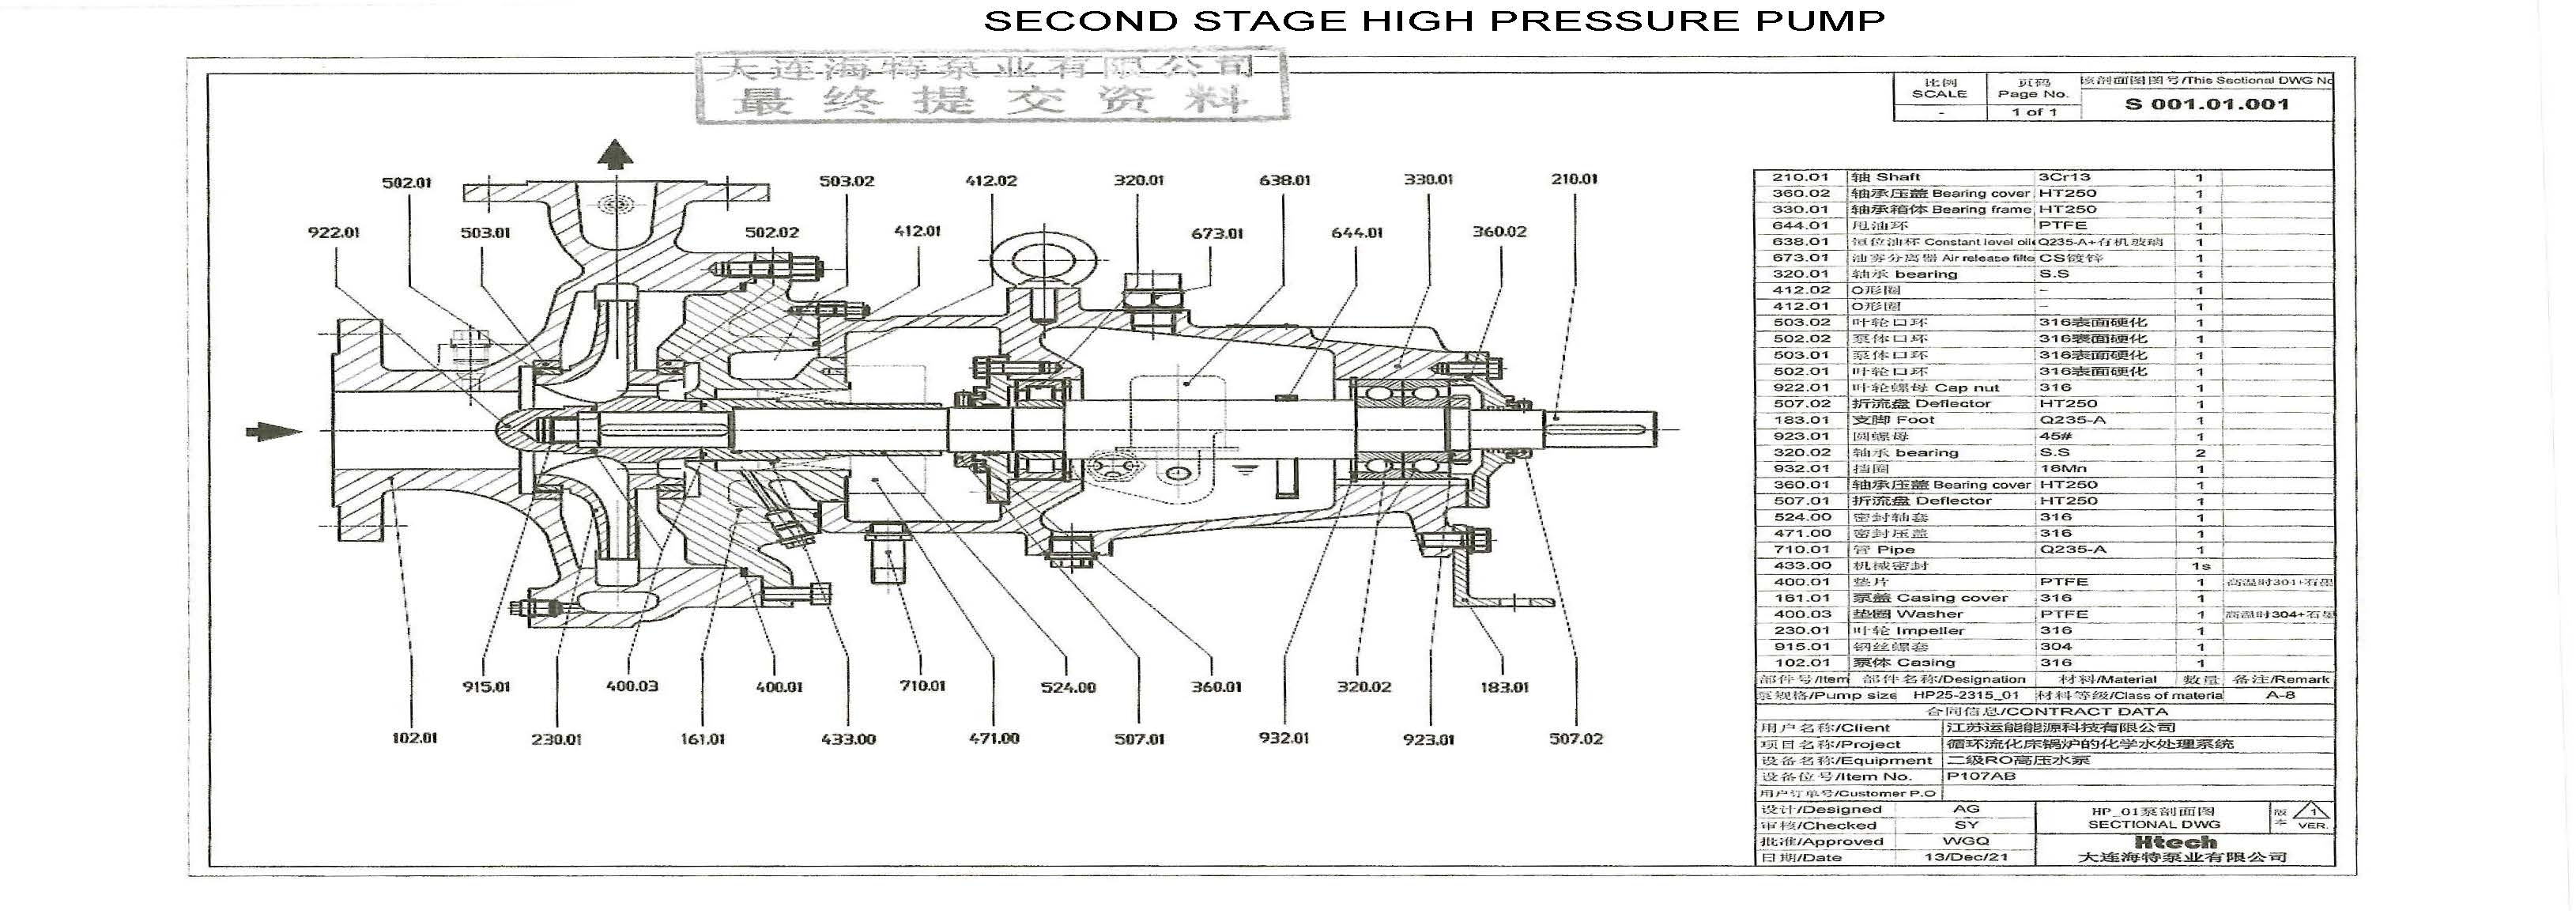 SECOND STAGE HIGH PRESSURE PUMP
大连海特泵业有限公司
最终提交资料
比例 SCALE
-
页码 Page No.
1 of 1
该剖面图图号/This Sectional DWG No
S 001.01.001
502.01 503.02 412.02 320.01 638.01 330.01 210.01
922.01 503.01 502.02 412.01 673.01 644.01 360.02
915.01 400.03 400.01 710.01 524.00 360.01 320.02 183.01
102.01 230.01 161.01 433.00 471.00 507.01 932.01 923.01 507.02
210.01 轴 Shaft 3Cr13 1
360.02 轴承压盖 Bearing cover HT250 1
330.01 轴承箱体 Bearing frame HT250 1
644.01 甩油环 PTFE 1
638.01 恒位油杯 Constant level oile Q235-A+有机玻璃 1
673.01 油雾分离器 Air release filte CS镀锌 1
320.01 轴承 bearing S.S 1
412.02 O形圈 - 1
412.01 O形圈 - 1
503.02 叶轮口环 316表面硬化 1
502.02 泵体口环 316表面硬化 1
503.01 泵体口环 316表面硬化 1
502.01 叶轮口环 316表面硬化 1
922.01 叶轮螺母 Cap nut 316 1
507.02 折流盘 Deflector HT250 1
183.01 支脚 Foot Q235-A 1
923.01 圆螺母 45# 1
320.02 轴承 bearing S.S 2
932.01 挡圈 16Mn 1
360.01 轴承压盖 Bearing cover HT250 1
507.01 折流盘 Deflector HT250 1
524.00 密封轴套 316 1
471.00 密封压盖 316 1
710.01 管 Pipe Q235-A 1
433.00 机械密封 1s
400.01 垫片 PTFE 1 高温时304+石墨
161.01 泵盖 Casing cover 316 1
400.03 垫圈 Washer PTFE 1 高温时304+石墨
230.01 叶轮 Impeller 316 1
915.01 钢丝螺套 304 1
102.01 泵体 Casing 316 1
部件号/Item 部件名称/Designation 材料/Material 数量 备注/Remark
泵规格/Pump size HP25-2315_01 材料等级/Class of materia A-8
合同信息/CONTRACT DATA
用户名称/Client 江苏运能能源科技有限公司
项目名称/Project 循环流化床锅炉的化学水处理系统
设备名称/Equipment 二级RO高压水泵
设备位号/Item No. P107AB
用户订单号/Customer P.O
设计/Designed AG
审核/Checked SY
批准/Approved WGQ
日期/Date 13/Dec/21
HP_01泵剖面图
SECTIONAL DWG
版本 VER. 1
Htech
大连海特泵业有限公司